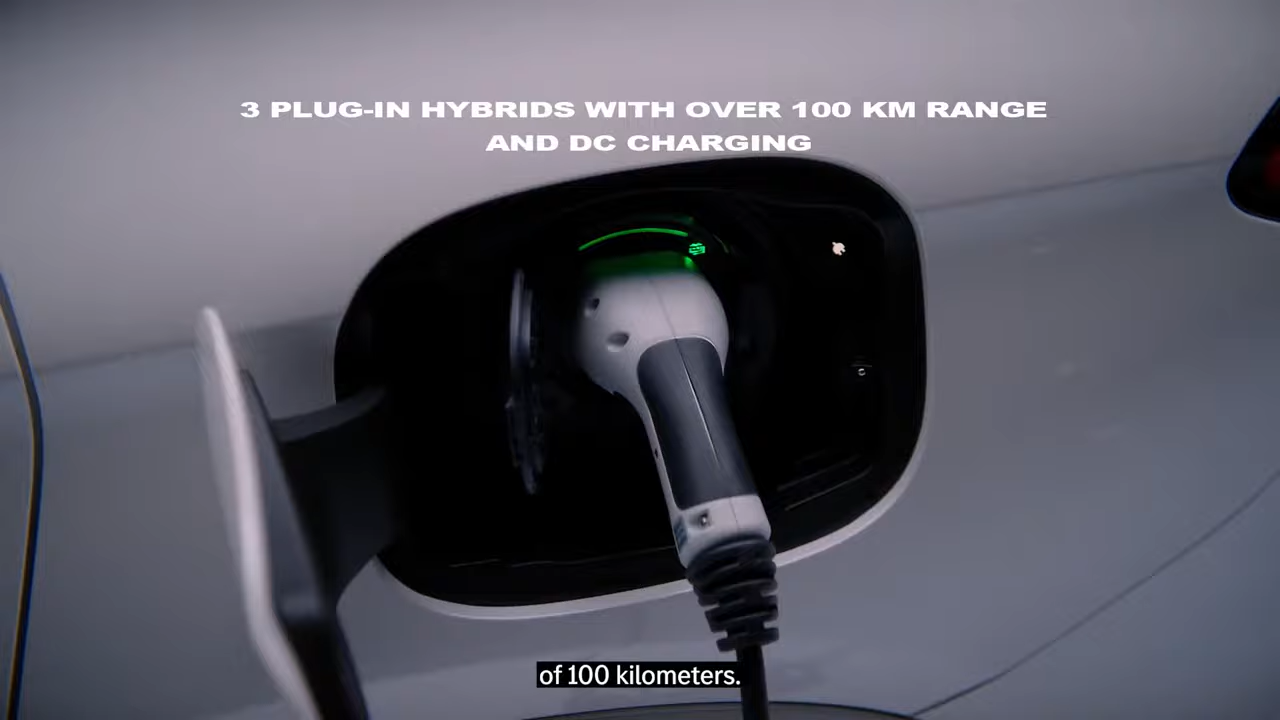 3 PLUG-IN HYBRIDS WITH OVER 100 KM RANGE
AND DC CHARGING
of 100 kilometers.